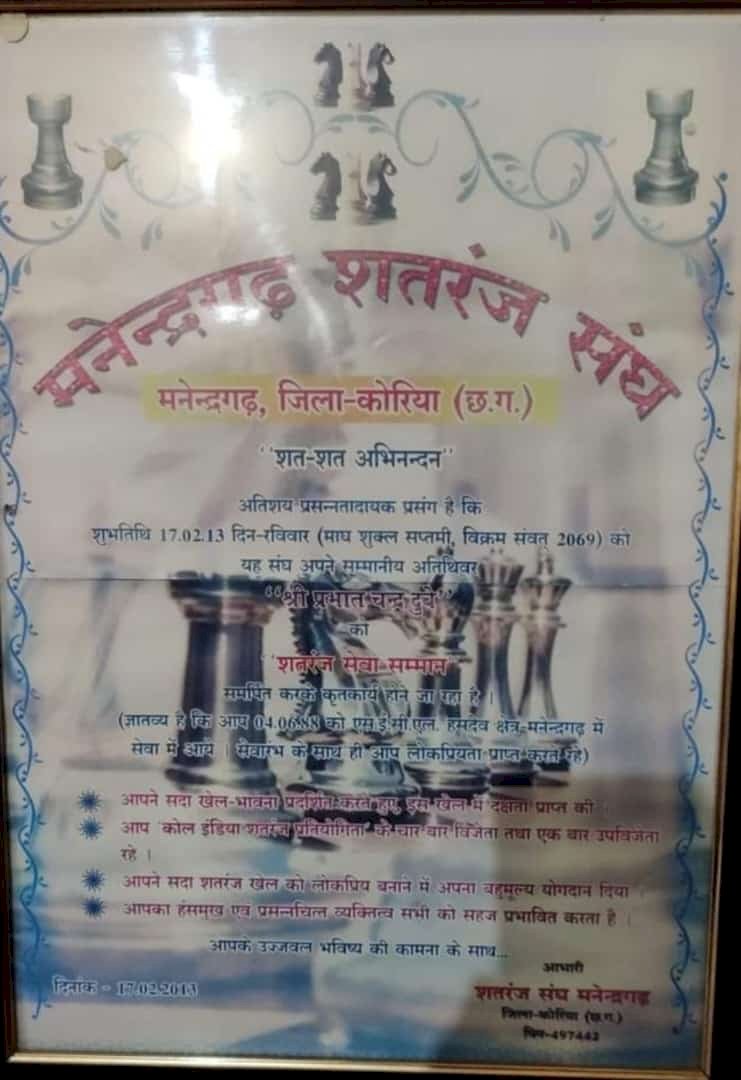 मनेन्द्रगढ़ शतरंज संघ
मनेन्द्रगढ़, जिला-कोरिया (छ.ग.)
"शत-शत अभिनन्दन"
अतिशय प्रसन्नतादायक प्रसंग है कि
शुभतिथि 17.02.13 दिन-रविवार (माघ शुक्ल सप्तमी, विक्रम संवत् 2069) को
यह संघ अपने सम्मानीय अतिथिवर
"श्री प्रभात चन्द्र दुबे"
को
"शतरंज सेवा सम्मान"
समर्पित करके कृतकार्य होने जा रहा है ।
(ज्ञातव्य है कि आप 04.06.88 को एस.ई.सी.एल. हसदेव क्षेत्र-मनेन्द्रगढ़ में
सेवा में आये । सेवारंभ के साथ ही आप लोकप्रियता प्राप्त करते रहे)
आपने सदा खेल-भावना प्रदर्शित करते हुए इस खेल में दक्षता प्राप्त की ।
आप 'कोल इंडिया शतरंज प्रतियोगिता' के चार बार विजेता तथा एक बार उपविजेता
रहे ।
आपने सदा शतरंज खेल को लोकप्रिय बनाने में अपना बहुमूल्य योगदान दिया ।
आपका हंसमुख एवं प्रसन्नचित्त व्यक्तित्व सभी को सहज प्रभावित करता है ।
आपके उज्जवल भविष्य की कामना के साथ...
आभारी
दिनांक - 17.02.2013
शतरंज संघ मनेन्द्रगढ़
जिला-कोरिया (छ.ग.)
पिन-497442